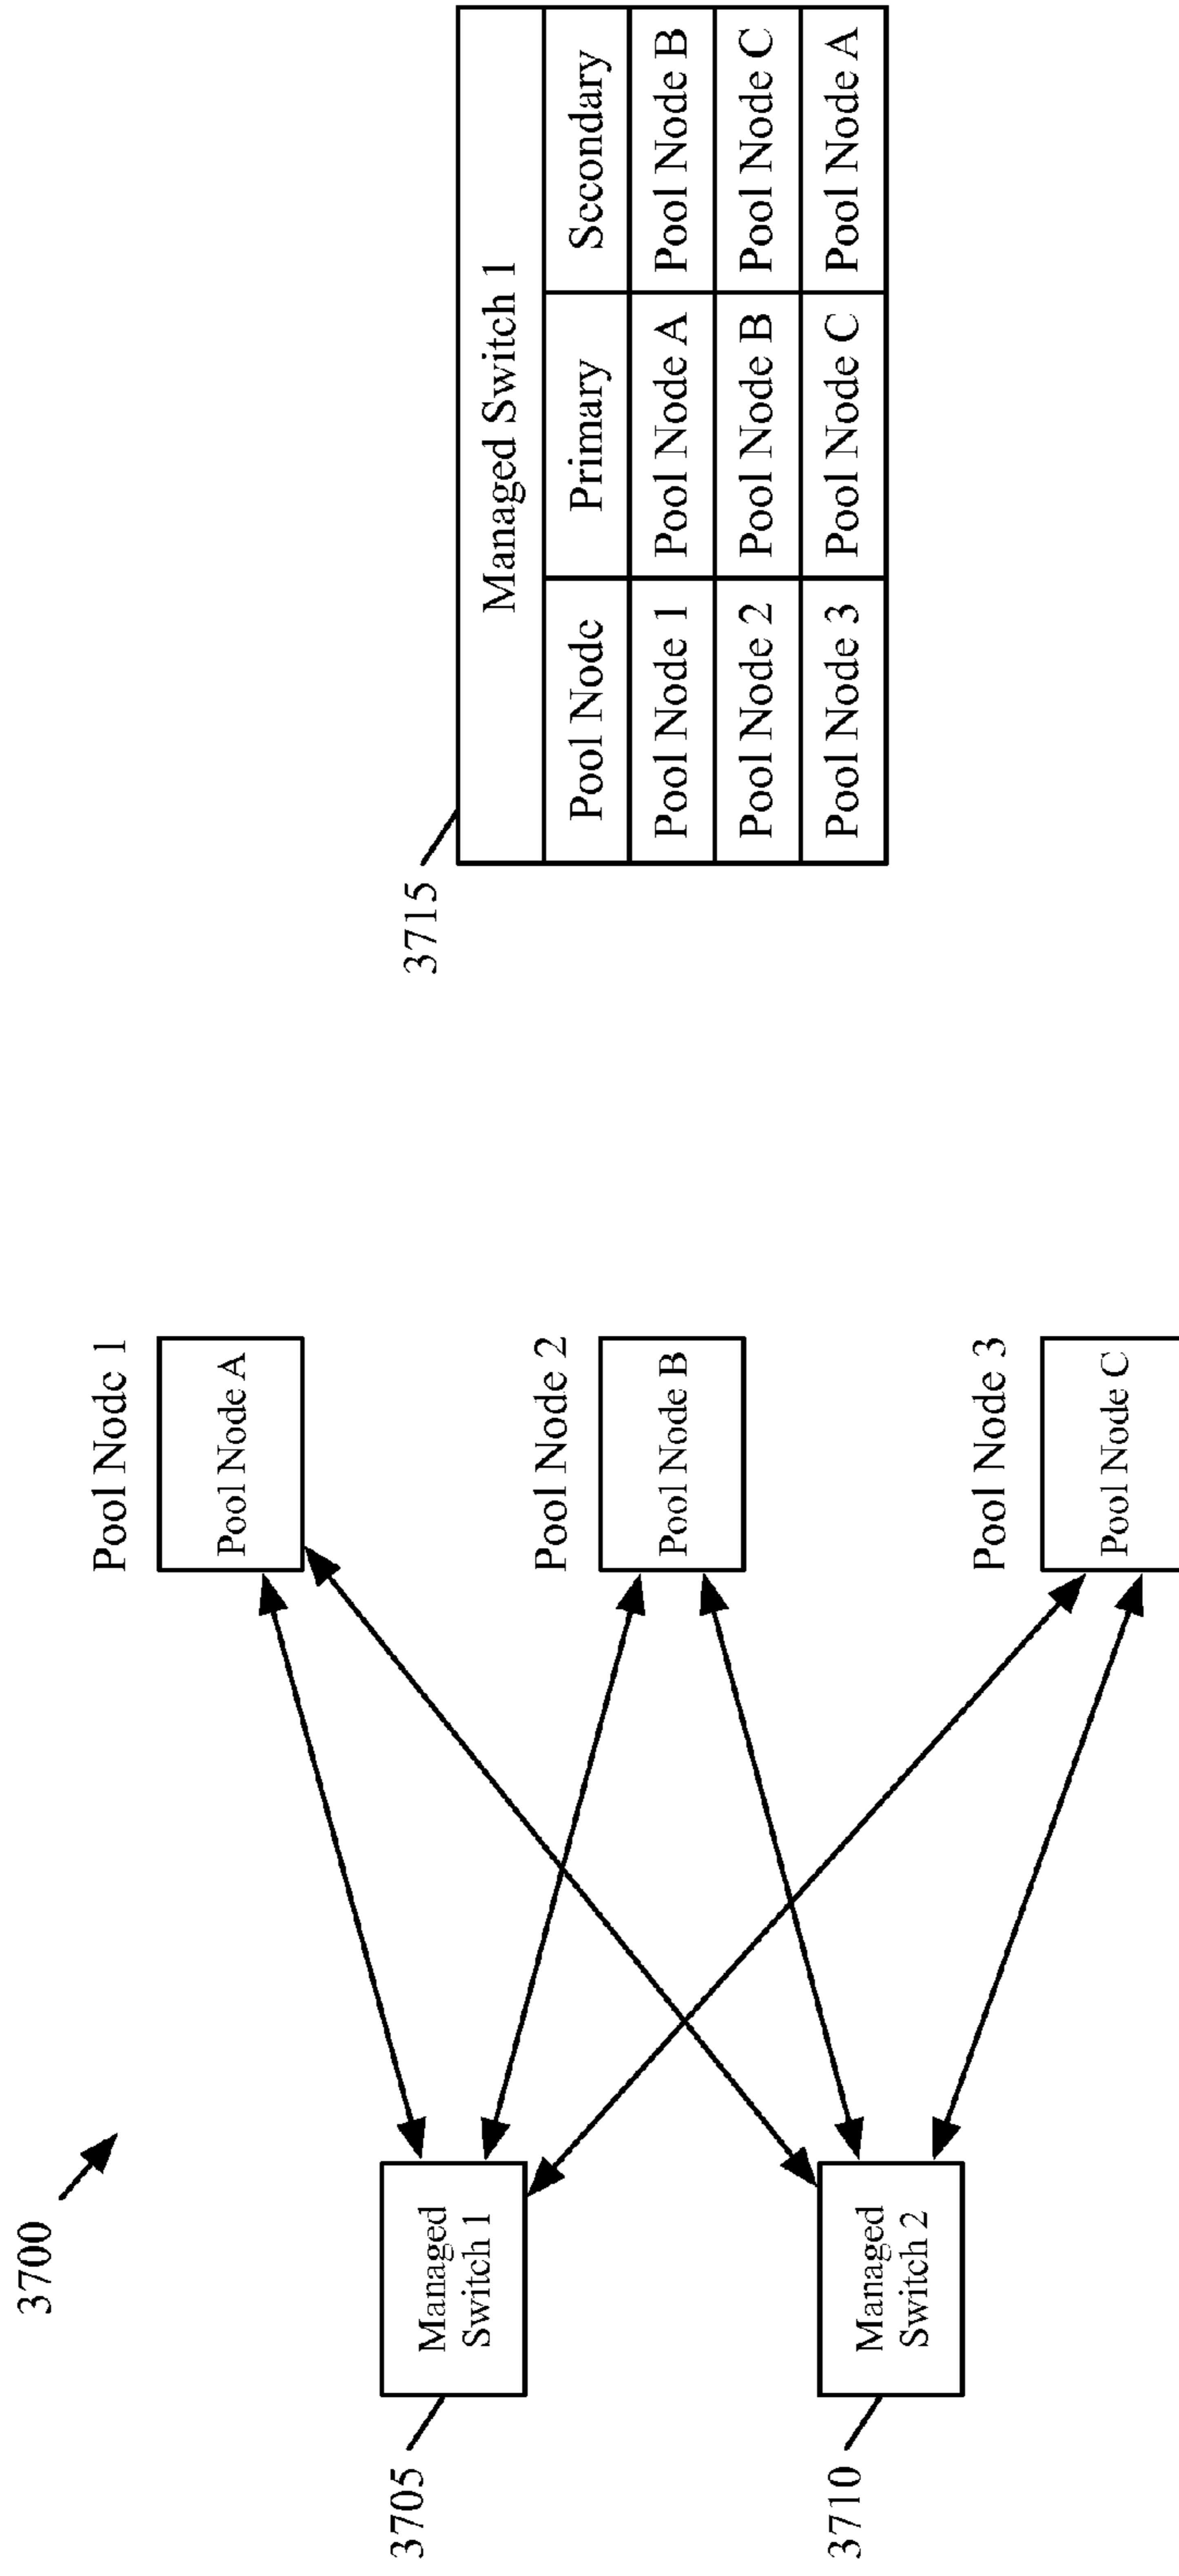 3700
Pool Node 1
Pool Node A
3705
Managed
Switch 1
Pool Node 2
Pool Node B
3710
Managed
Switch 2
Pool Node 3
Pool Node C
3715
Managed Switch 1
Pool Node Primary Secondary
Pool Node 1 Pool Node A Pool Node B
Pool Node 2 Pool Node B Pool Node C
Pool Node 3 Pool Node C Pool Node A